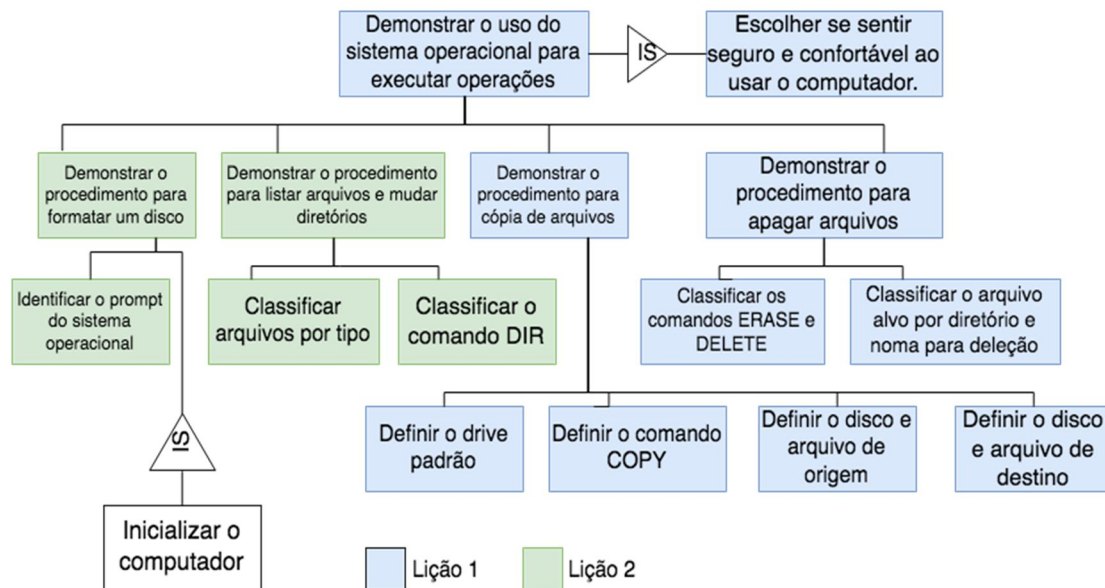 Demonstrar o uso do
sistema operacional para
executar operações
IS
Escolher se sentir
seguro e confortável ao
usar o computador.
Demonstrar o
procedimento para
formatar um disco
Demonstrar o procedimento
para listar arquivos e mudar
diretórios
Demonstrar o
procedimento para
cópia de arquivos
Demonstrar o
procedimento para
apagar arquivos
Identificar o prompt
do sistema
operacional
Classificar
arquivos por tipo
Classificar o
comando DIR
Classificar os
comandos ERASE e
DELETE
Classificar o arquivo
alvo por diretório e
noma para deleção
IS
Definir o drive
padrão
Definir o comando
COPY
Definir o disco e
arquivo de
origem
Definir o disco
e arquivo de
destino
Inicializar o
computador
Lição 1
Lição 2